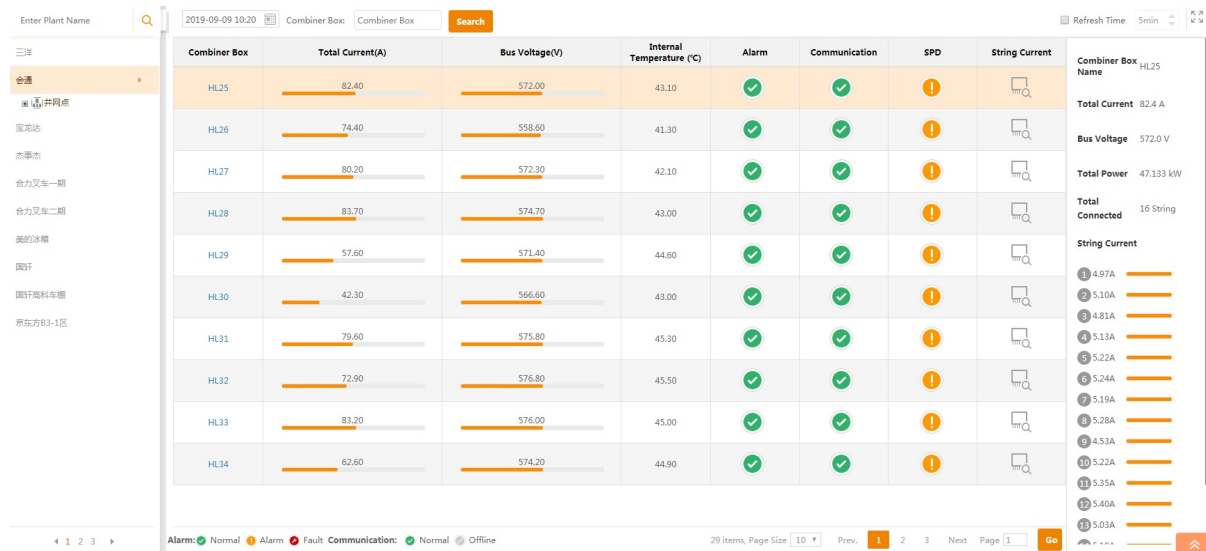 Enter Plant Name
2019-09-09 10:20 Combiner Box: Combiner Box Search
Refresh Time 5min
三洋
会通
井网点
宝龙达
杰事杰
合力叉车一期
合力叉车二期
美的冰箱
国轩
国轩高科车棚
京东方B3-1区
1 2 3
Combiner Box Total Current(A) Bus Voltage(V) Internal Temperature (℃) Alarm Communication SPD String Current
HL25 82.40 572.00 43.10
HL26 74.40 558.60 41.30
HL27 80.20 572.30 42.10
HL28 83.70 574.70 43.00
HL29 57.60 571.40 44.60
HL30 42.30 566.60 43.00
HL31 79.60 575.80 45.30
HL32 72.90 576.80 45.50
HL33 83.20 576.00 45.00
HL34 62.60 574.20 44.90
Alarm: Normal Alarm Fault Communication: Normal Offline
29 items, Page Size 10 Prev. 1 2 3 Next Page 1 Go
Combiner Box Name HL25
Total Current 82.4 A
Bus Voltage 572.0 V
Total Power 47.133 kW
Total Connected 16 String
String Current
1 4.97A
2 5.10A
3 4.81A
4 5.13A
5 5.22A
6 5.24A
7 5.19A
8 5.28A
9 4.53A
10 5.22A
11 5.35A
12 5.40A
13 5.03A